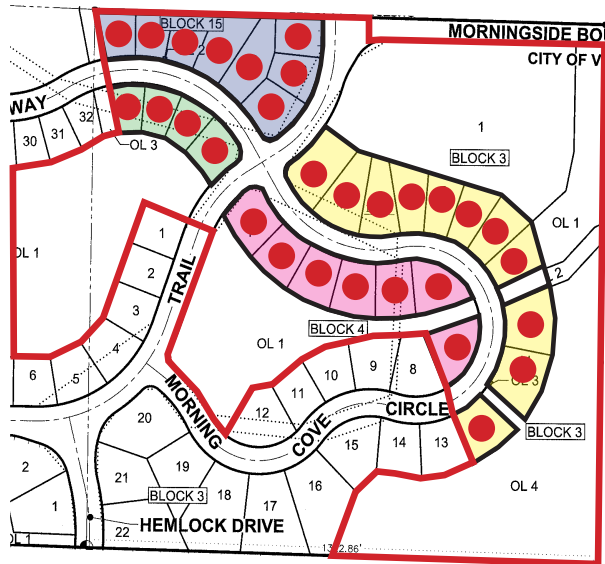 BLOCK 15
2
MORNINGSIDE BO
CITY OF V
WAY
30
31
32
OL 3
1
BLOCK 3
OL 1
2
OL 1
1
2
3
4
5
6
TRAIL
BLOCK 4
OL 1
8
9
10
11
12
OL 3
MORNING
COVE
CIRCLE
13
14
15
16
17
18
19
20
21
22
BLOCK 3
BLOCK 3
OL 4
2
1
OL 1
HEMLOCK DRIVE